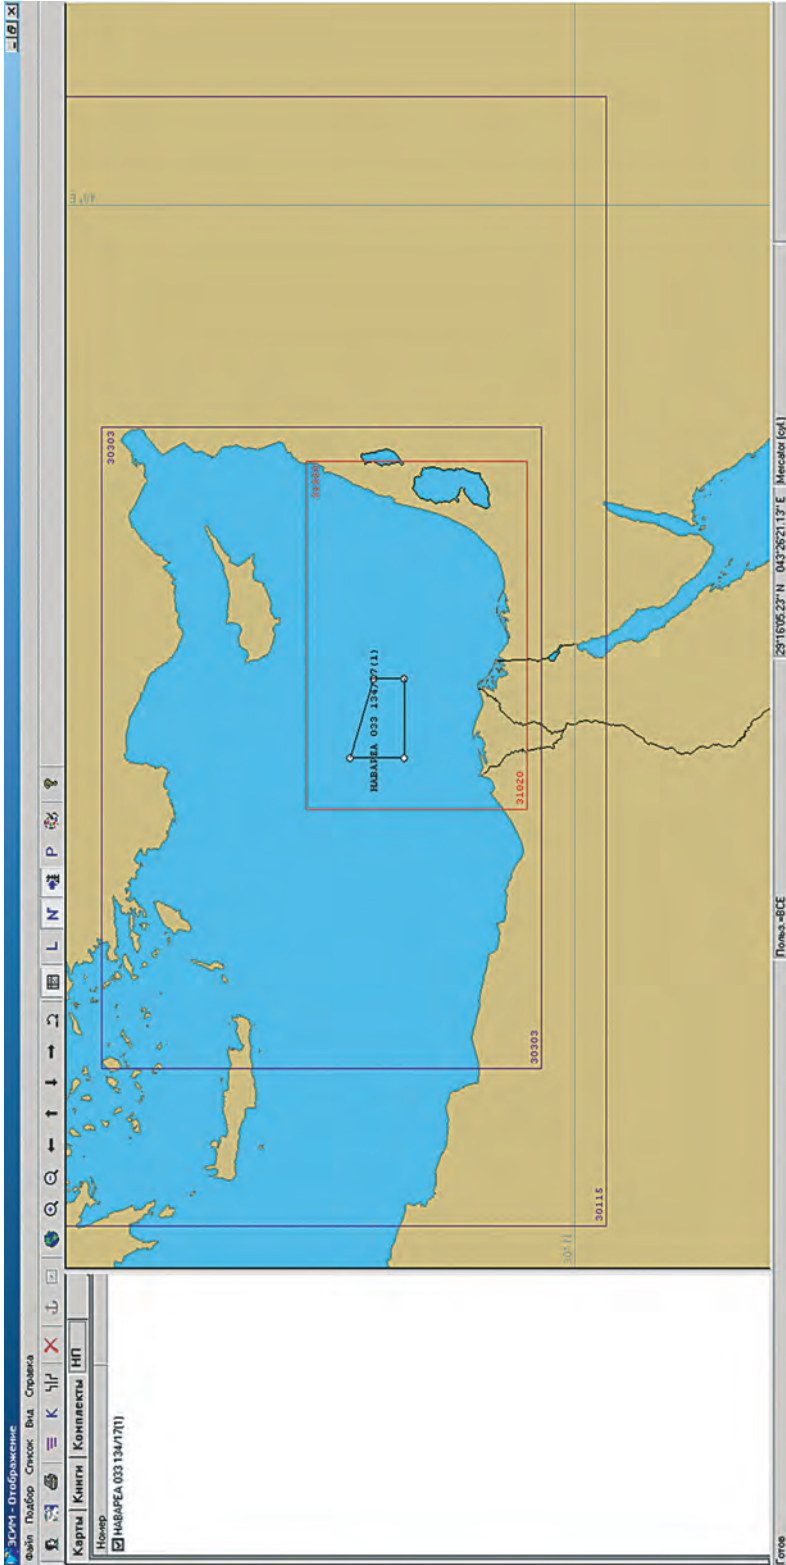 ЭСИМ - Отображение
Файл Подбор Список Вид Справка
K L N P ?
Карты Книги Комплекты НП
Номер
НАВАРЕА 033 134/17(1)
40° E
30303
31020
НАВАРЕА 033 134/17(1)
31020
30303
30115
30° N
Готов Польз.=ВСЕ 29°16'05.23'' N 043°26'21.13'' E Mercator (cyl.)